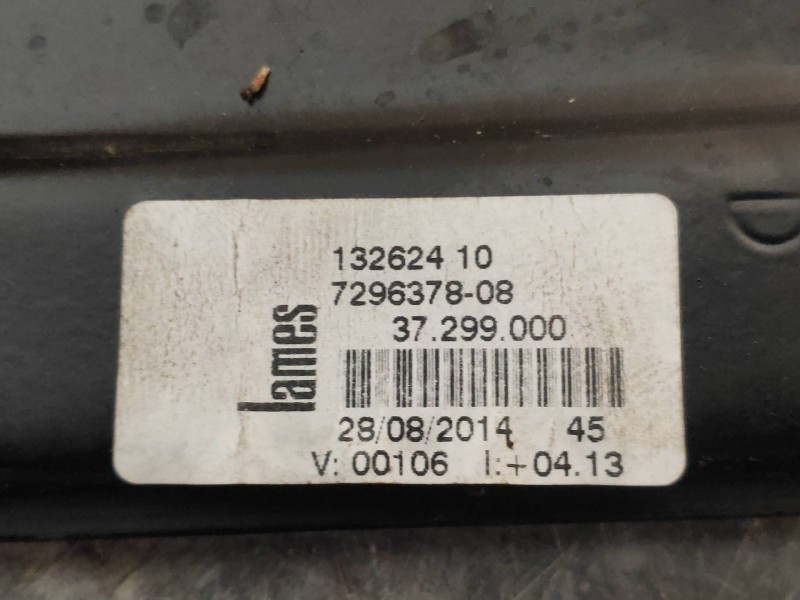 132624 10
7296378-08
37.299.000
lames
28/08/2014 45
V: 00106 I:+04.13